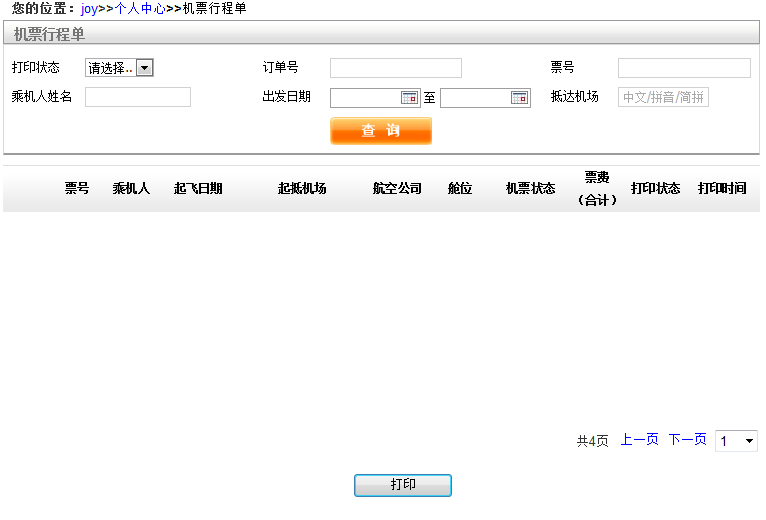 您的位置：joy>>个人中心>>机票行程单
机票行程单
打印状态 请选择.. 订单号 票号
乘机人姓名 出发日期 至 抵达机场 中文/拼音/简拼
查 询
票号 乘机人 起飞日期 起抵机场 航空公司 舱位 机票状态 票费（合计） 打印状态 打印时间
共4页 上一页 下一页 1
打印